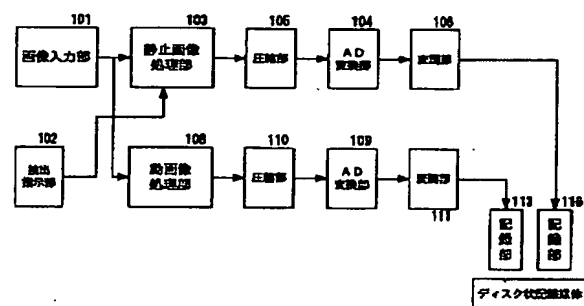 101
画像入力部
103
静止画像
処理部
105
圧縮部
104
AD
変換部
106
変調部
102
抽出
指示部
108
動画像
処理部
110
圧縮部
109
AD
変換部
変調部
111
113
記録部
記録部
ディスク状記録媒体